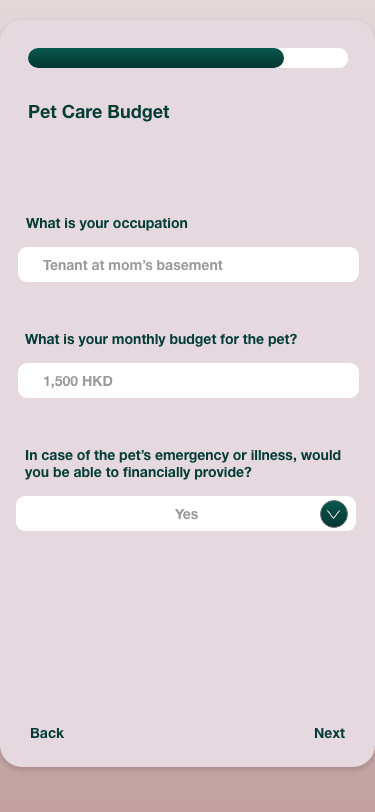 Pet Care Budget
What is your occupation
Tenant at mom’s basement
What is your monthly budget for the pet?
1,500 HKD
In case of the pet’s emergency or illness, would
you be able to financially provide?
Yes
Back
Next